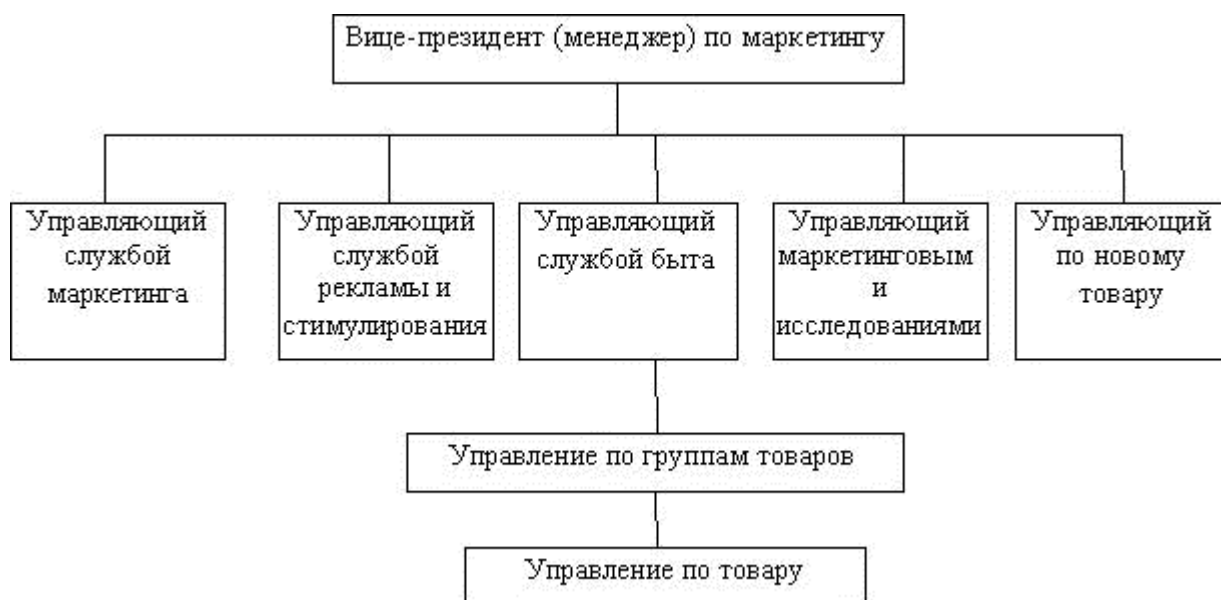 Вице-президент (менеджер) по маркетингу
Управляющий
службой
маркетинга
Управляющий
службой
рекламы и
стимулирования
Управляющий
службой быта
Управляющий
маркетинговым
и
исследованиями
Управляющий
по новому
товару
Управление по группам товаров
Управление по товару